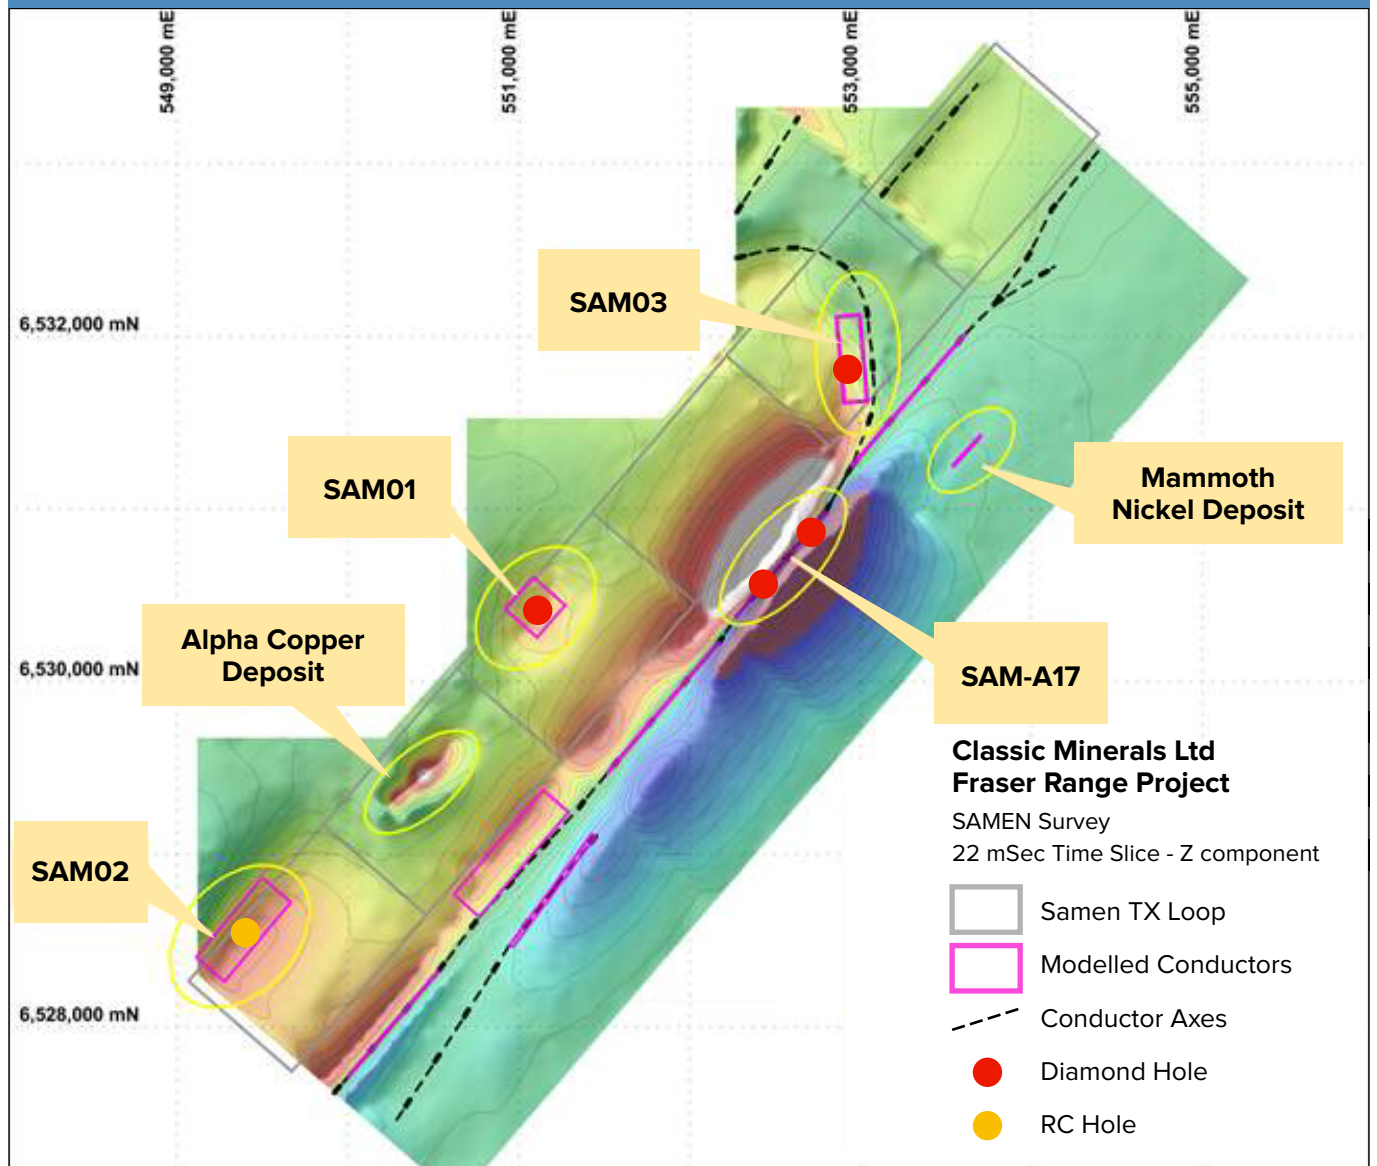 549,000 mE
551,000 mE
553,000 mE
555,000 mE
6,532,000 mN
6,530,000 mN
6,528,000 mN
SAM03
SAM01
Mammoth
Nickel Deposit
Alpha Copper
Deposit
SAM-A17
SAM02
Classic Minerals Ltd
Fraser Range Project
SAMEN Survey
22 mSec Time Slice - Z component
Samen TX Loop
Modelled Conductors
Conductor Axes
Diamond Hole
RC Hole